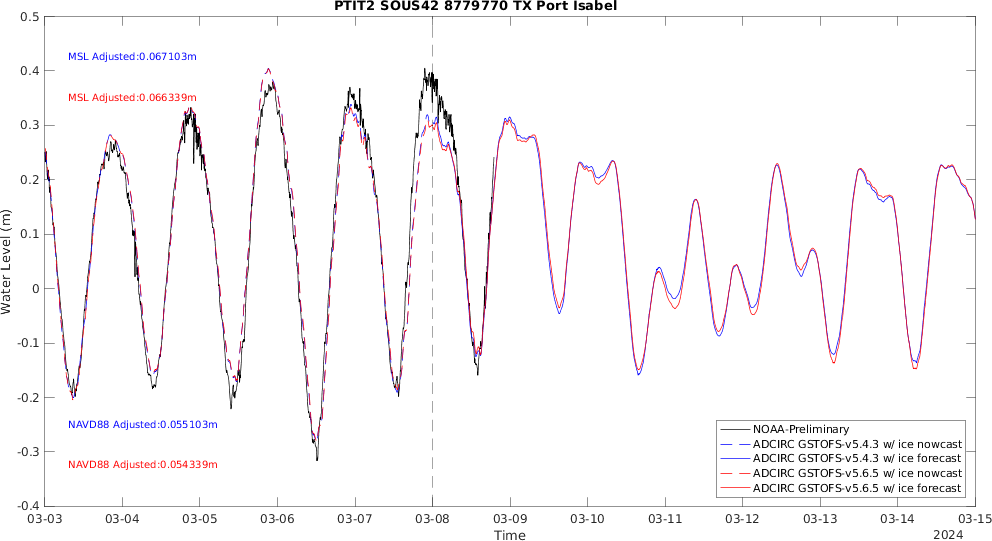 PTIT2 SOUS42 8779770 TX Port Isabel
0.5
0.4
0.3
0.2
0.1
0
-0.1
-0.2
-0.3
-0.4
Water Level (m)
MSL Adjusted:0.067103m
MSL Adjusted:0.066339m
NAVD88 Adjusted:0.055103m
NAVD88 Adjusted:0.054339m
NOAA-Preliminary
ADCIRC GSTOFS-v5.4.3 w/ ice nowcast
ADCIRC GSTOFS-v5.4.3 w/ ice forecast
ADCIRC GSTOFS-v5.6.5 w/ ice nowcast
ADCIRC GSTOFS-v5.6.5 w/ ice forecast
03-03 03-04 03-05 03-06 03-07 03-08 03-09 03-10 03-11 03-12 03-13 03-14 03-15
Time
2024